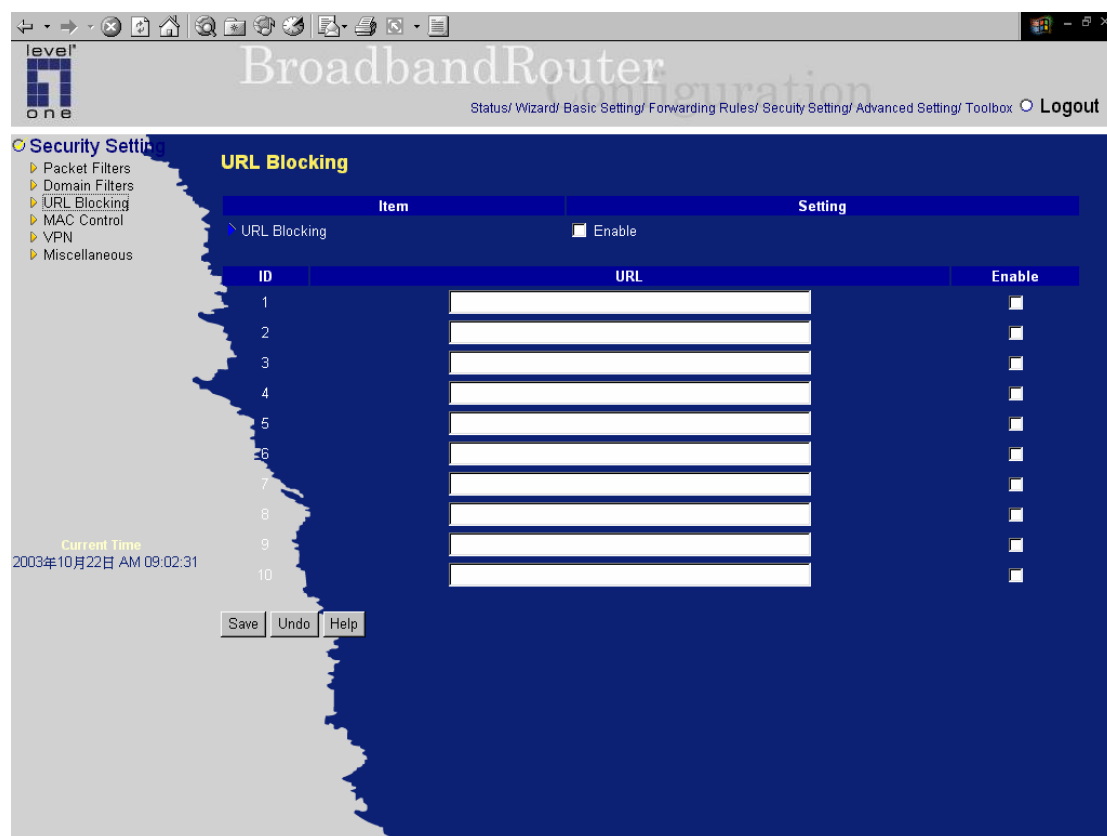 level
one
BroadbandRouter
Configuration
Status/ Wizard/ Basic Setting/ Forwarding Rules/ Secuity Setting/ Advanced Setting/ Toolbox Logout
Security Setting
Packet Filters
Domain Filters
URL Blocking
MAC Control
VPN
Miscellaneous
Current Time
2003年10月22日 AM 09:02:31
URL Blocking
Item Setting
URL Blocking Enable
ID URL Enable
1
2
3
4
5
6
7
8
9
10
Save Undo Help